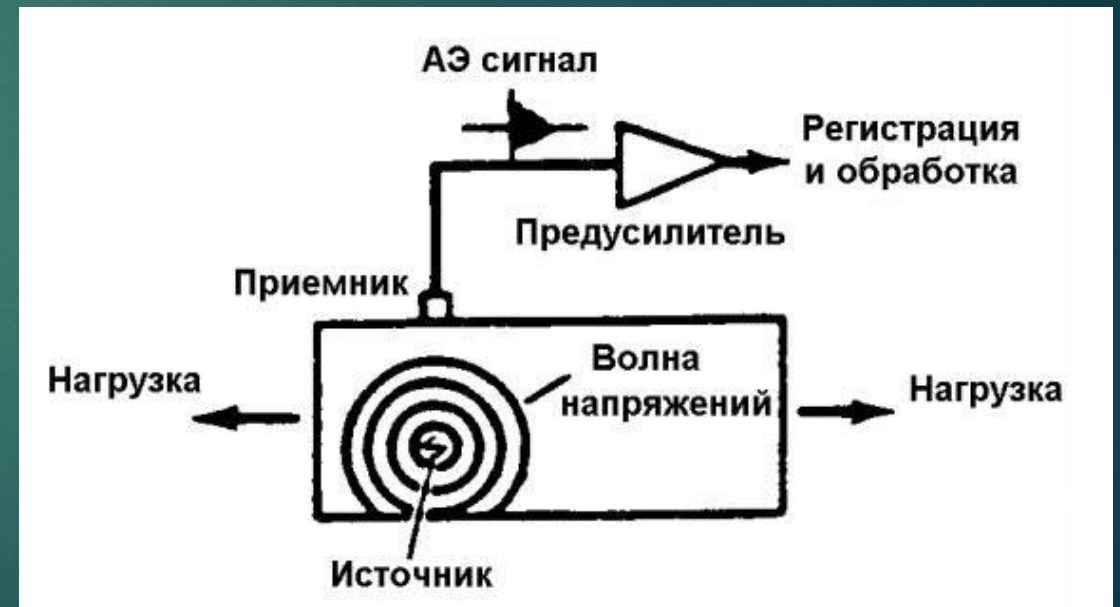 АЭ сигнал
Регистрация
и обработка
Предусилитель
Приемник
Волна
напряжений
Нагрузка
Нагрузка
Источник